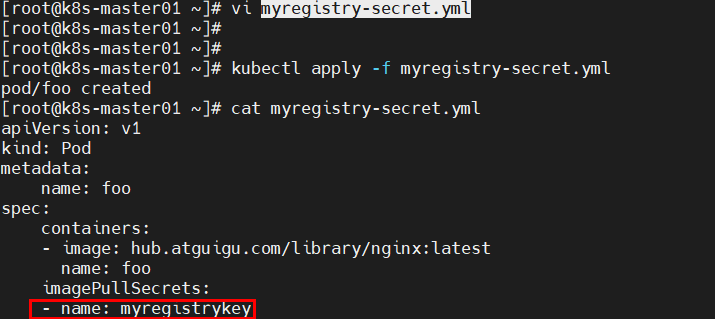 [root@k8s-master01 ~]# vi myregistry-secret.yml
[root@k8s-master01 ~]#
[root@k8s-master01 ~]#
[root@k8s-master01 ~]# kubectl apply -f myregistry-secret.yml
pod/foo created
[root@k8s-master01 ~]# cat myregistry-secret.yml
apiVersion: v1
kind: Pod
metadata:
    name: foo
spec:
    containers:
    - image: hub.atguigu.com/library/nginx:latest
      name: foo
    imagePullSecrets:
    - name: myregistrykey